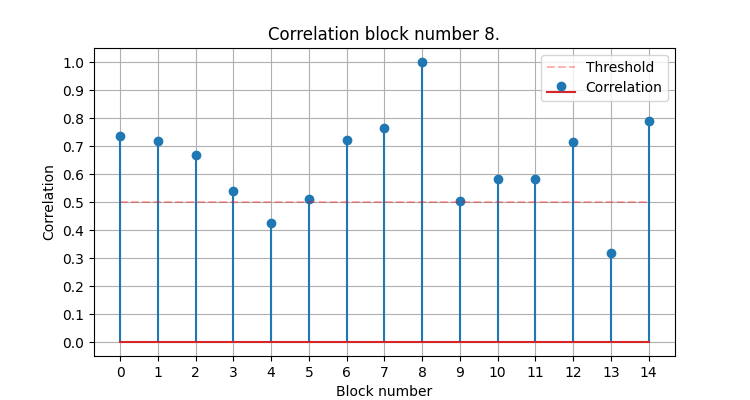 Correlation block number 8.
Threshold
Correlation
Correlation
1.0
0.9
0.8
0.7
0.6
0.5
0.4
0.3
0.2
0.1
0.0
0 1 2 3 4 5 6 7 8 9 10 11 12 13 14
Block number